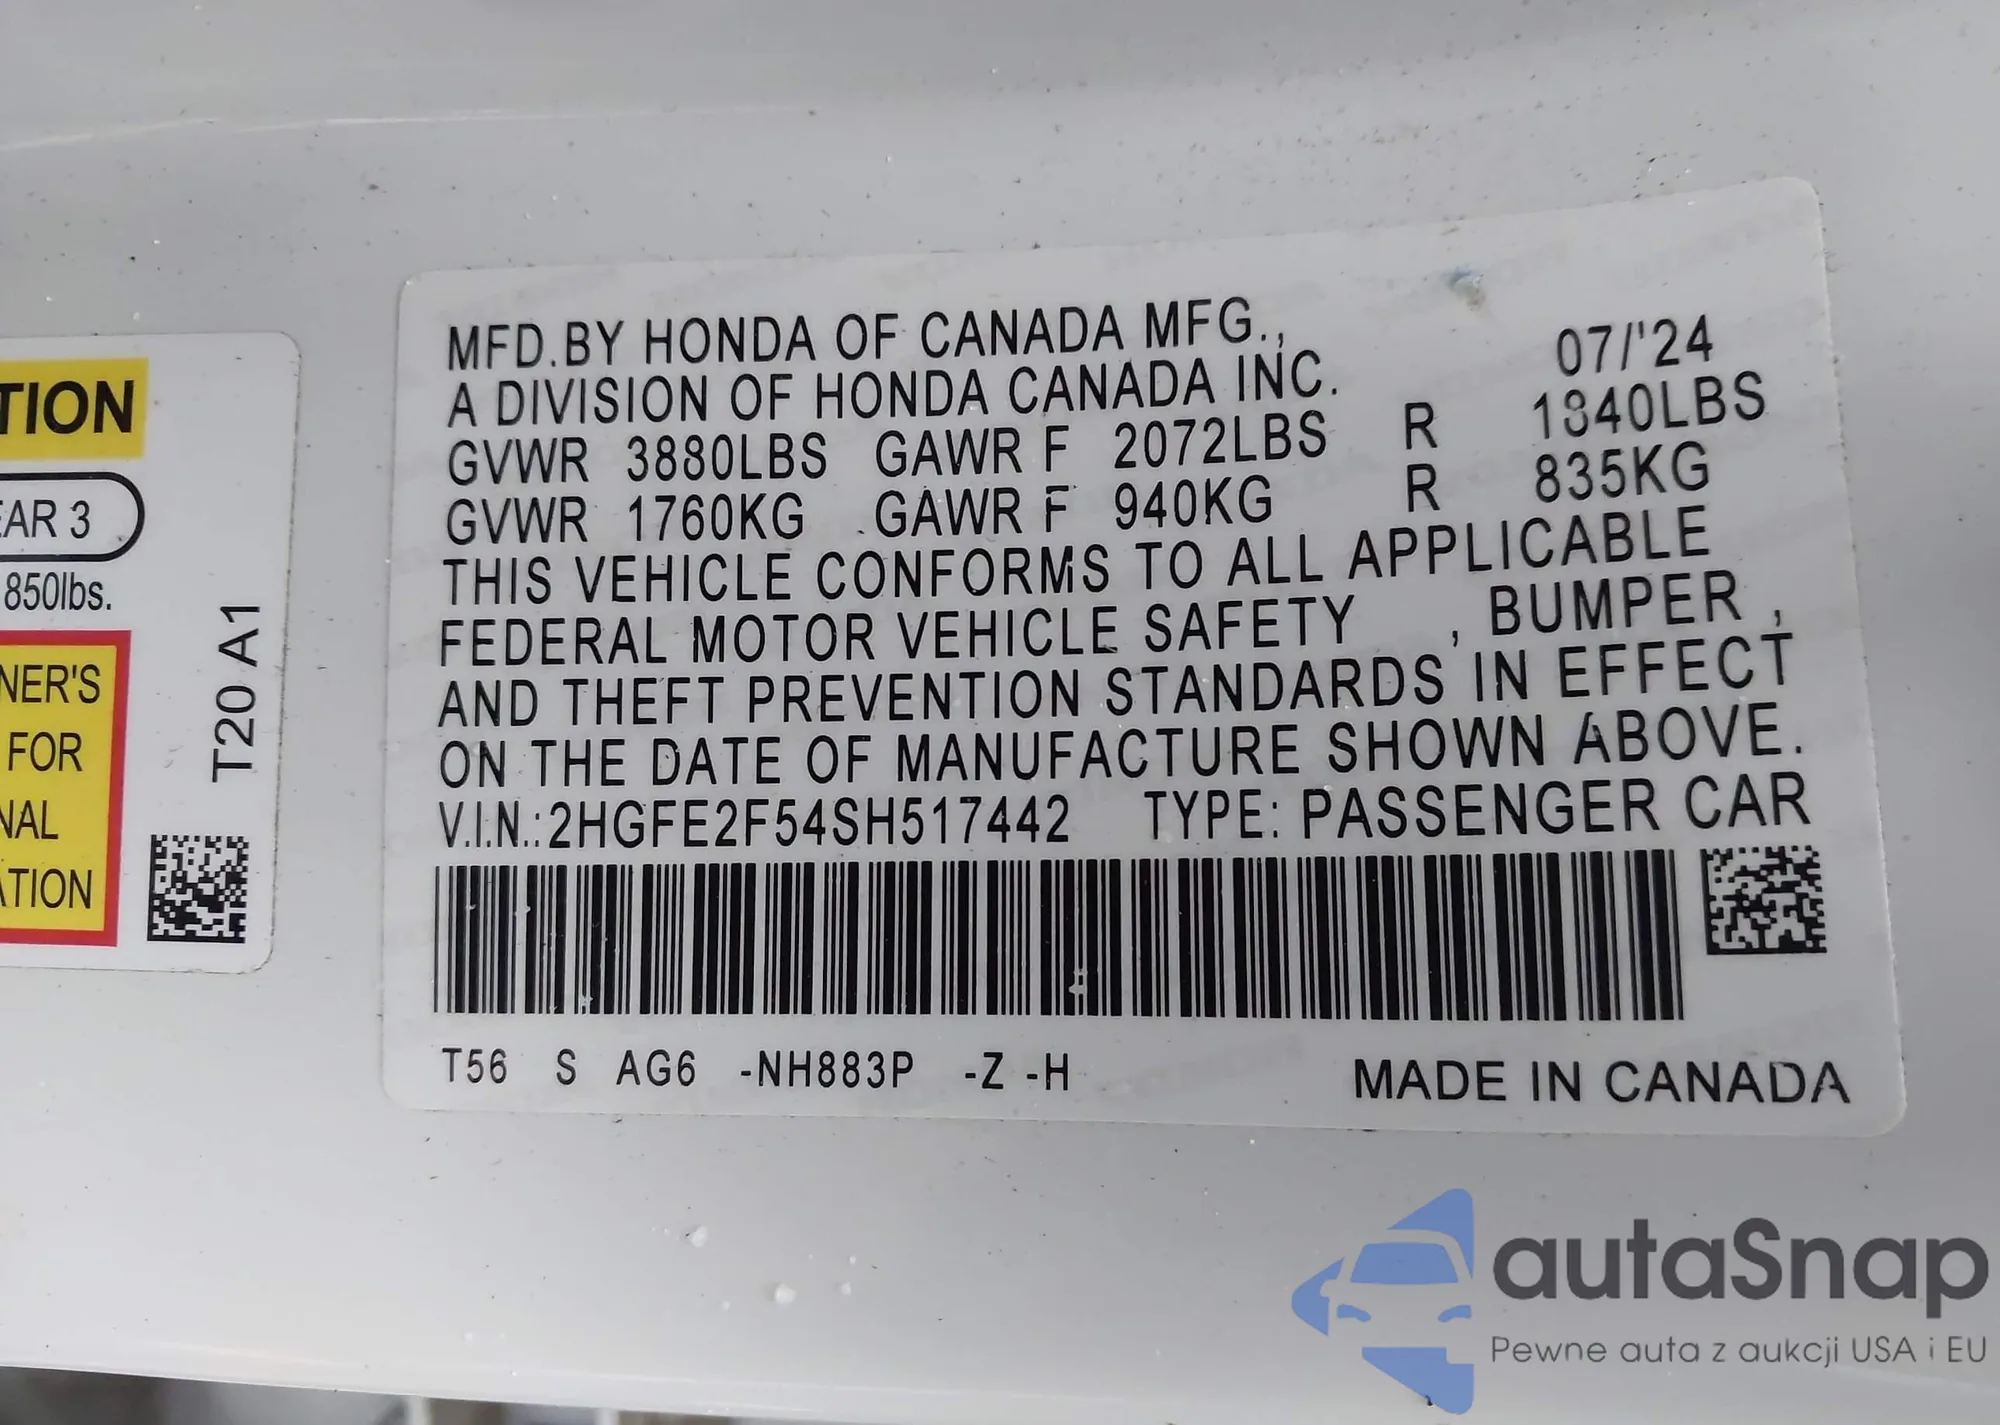 TION
EAR 3
850lbs.
NER'S
FOR
NAL
ATION
T20 A1
MFD.BY HONDA OF CANADA MFG.,
A DIVISION OF HONDA CANADA INC. 07/'24
GVWR 3880LBS GAWR F 2072LBS R 1840LBS
GVWR 1760KG GAWR F 940KG R 835KG
THIS VEHICLE CONFORMS TO ALL APPLICABLE
FEDERAL MOTOR VEHICLE SAFETY , BUMPER ,
AND THEFT PREVENTION STANDARDS IN EFFECT
ON THE DATE OF MANUFACTURE SHOWN ABOVE.
V.I.N.:2HGFE2F54SH517442 TYPE: PASSENGER CAR
T56 S AG6 -NH883P -Z -H MADE IN CANADA
autaSnap
Pewne auta z aukcji USA i EU